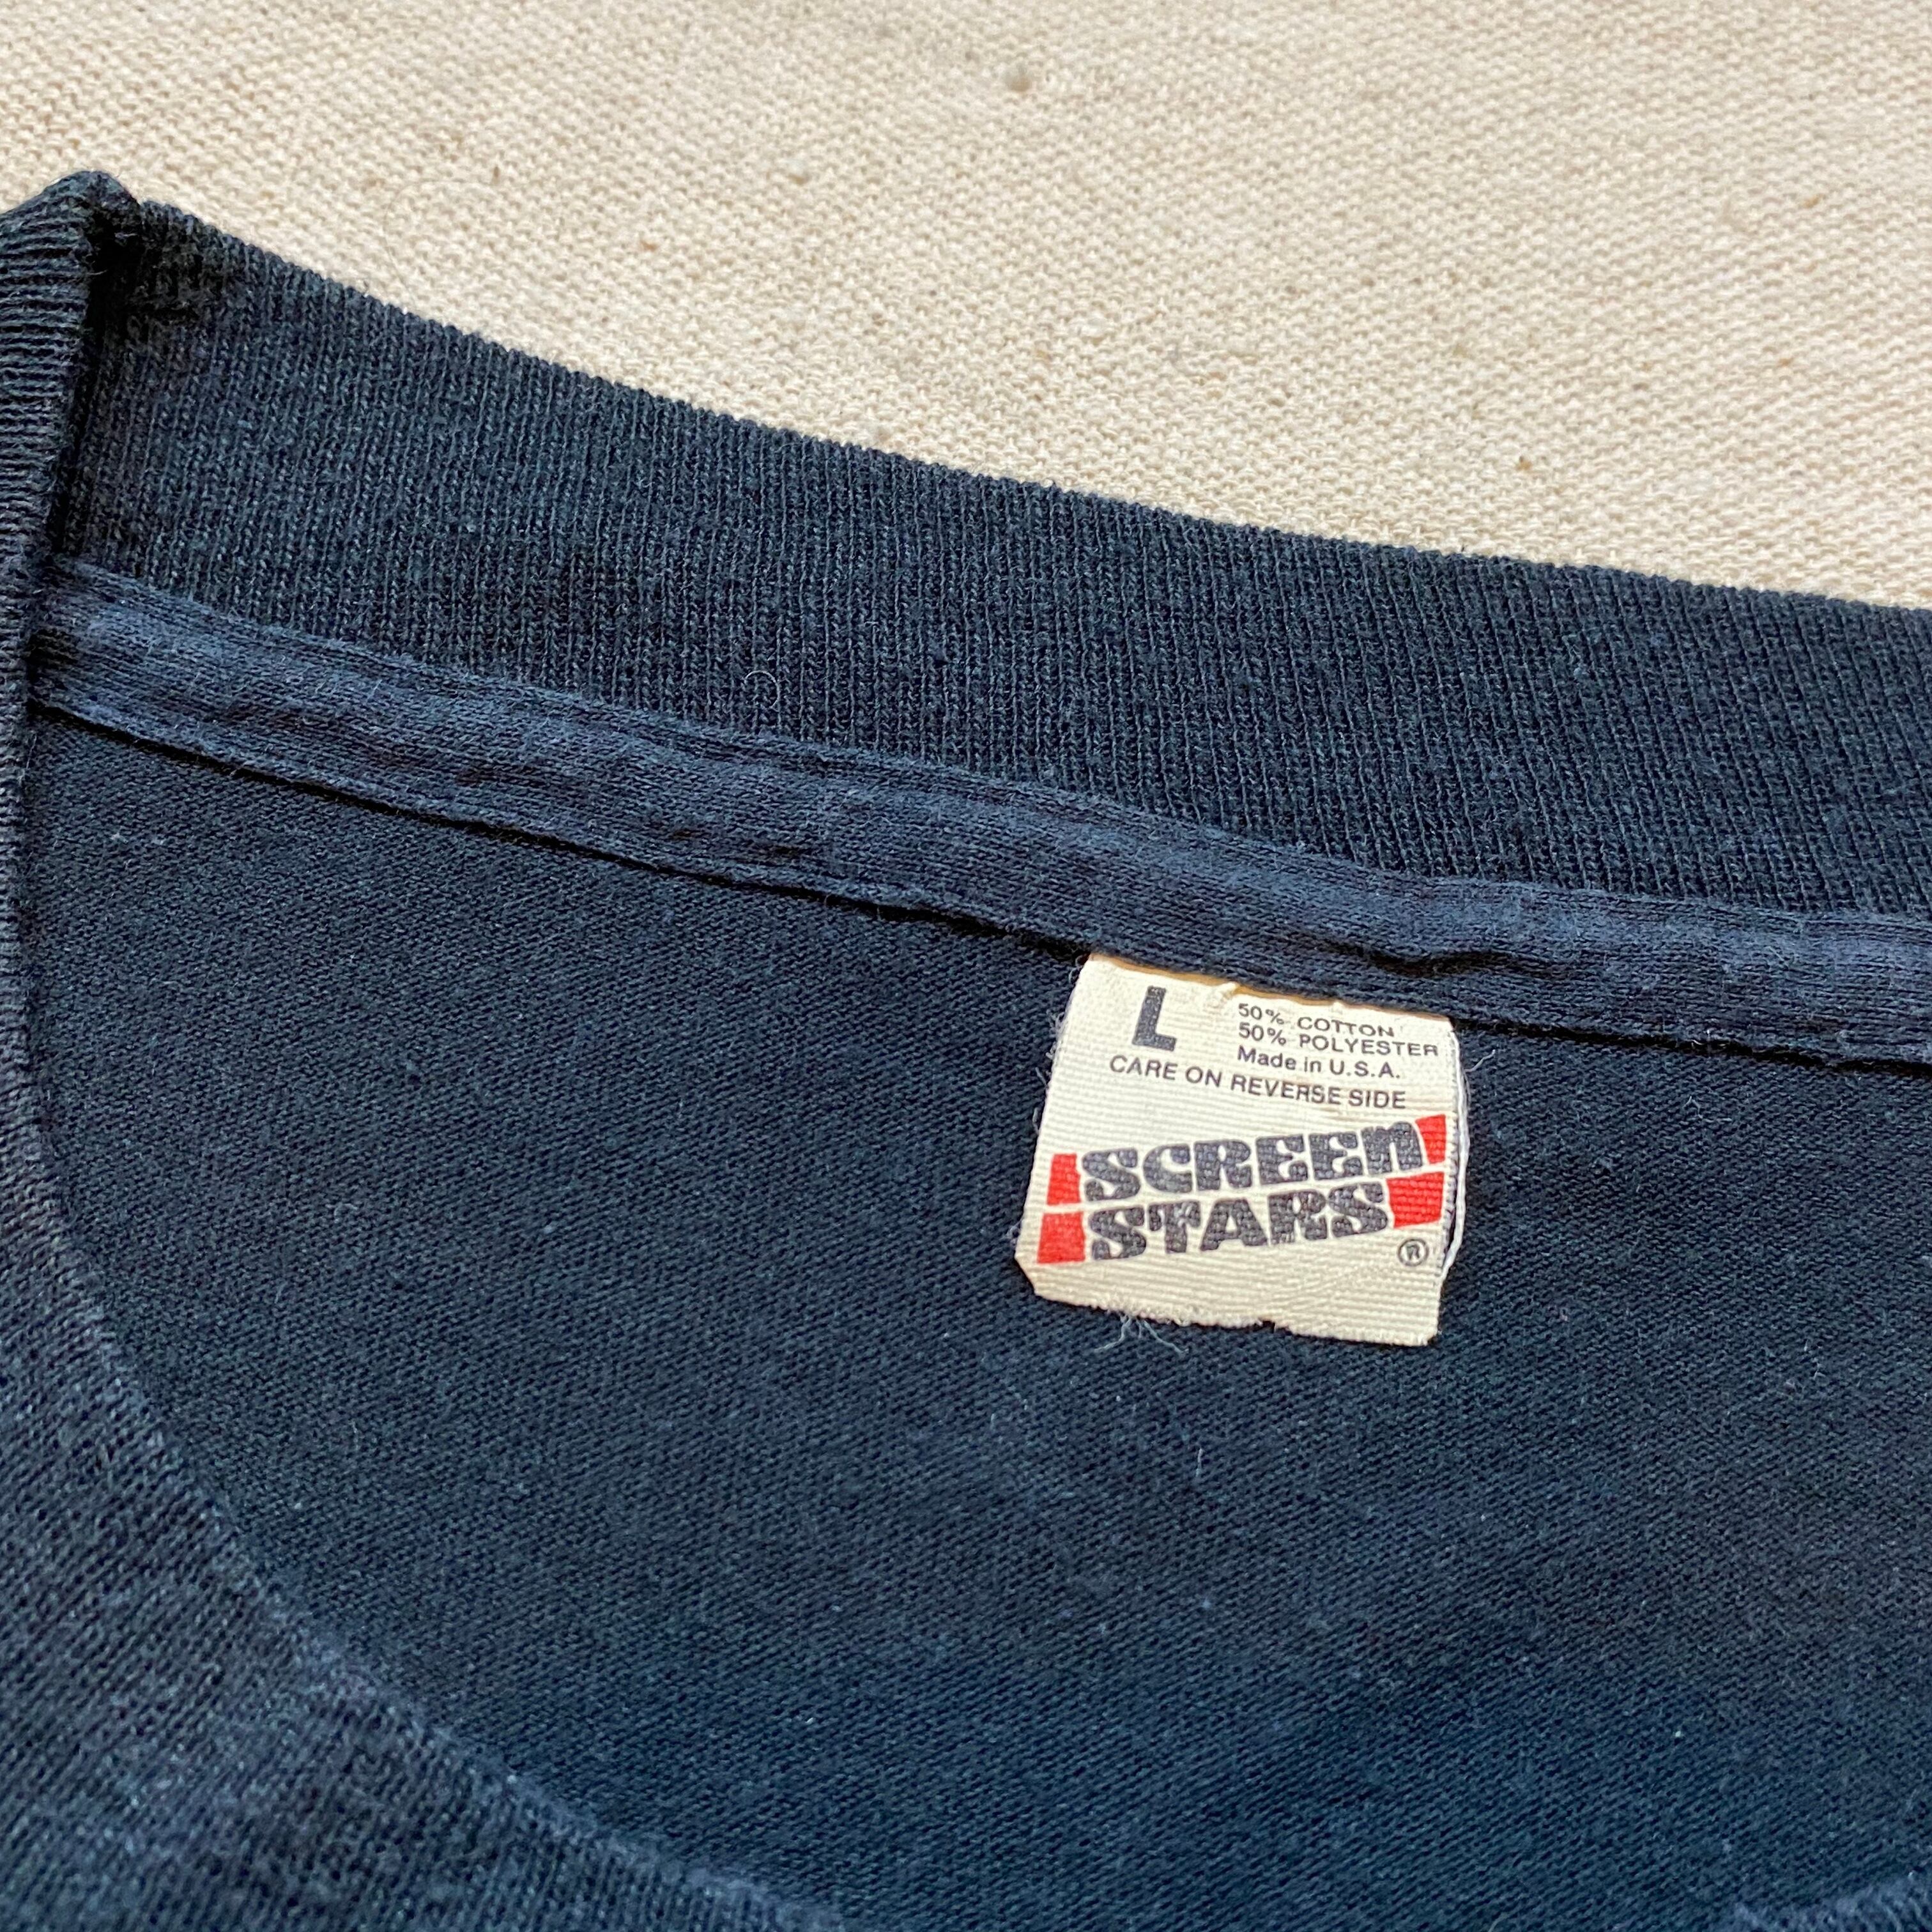 L
50% COTTON
50% POLYESTER
Made in U.S.A.
CARE ON REVERSE SIDE
SCREEN
STARS
®